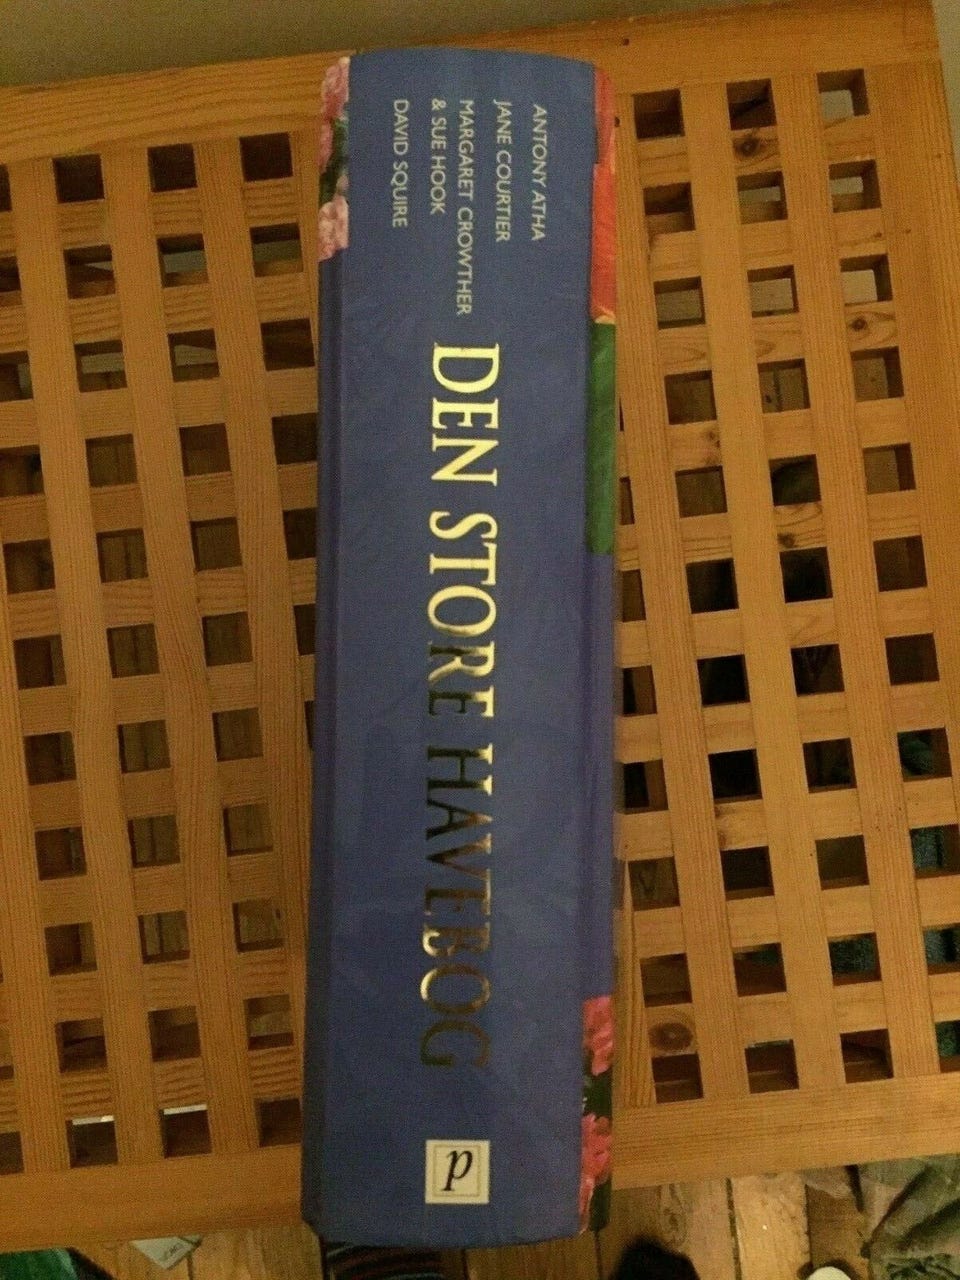 ANTONY ATHA
JANE COURTIER
MARGARET CROWTHER
& SUE HOOK
DAVID SQUIRE
DEN STORE HAVEBOG
p